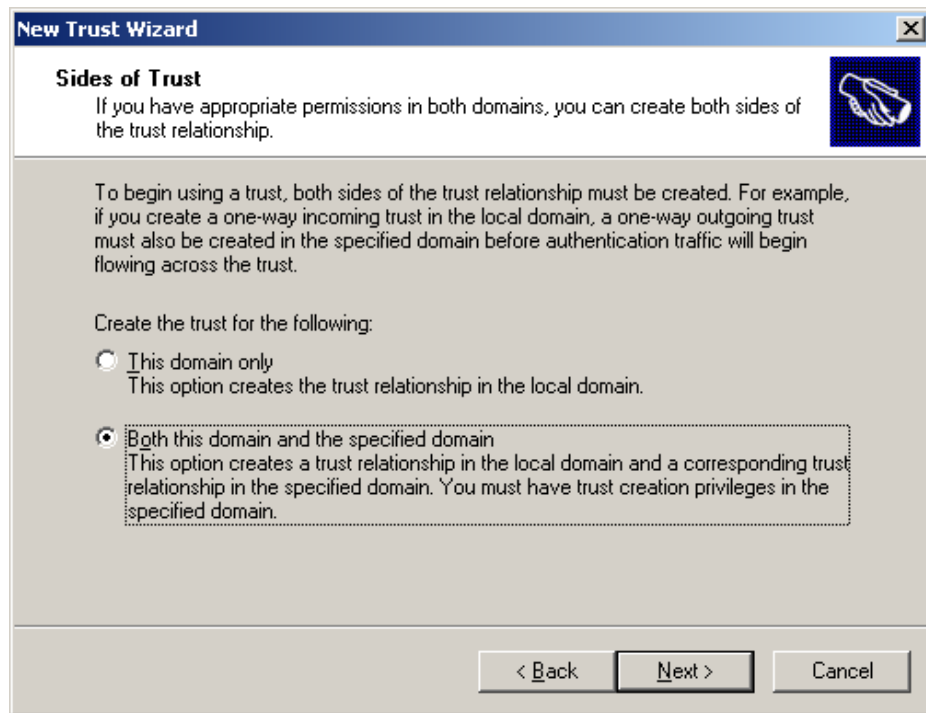 New Trust Wizard
Sides of Trust
If you have appropriate permissions in both domains, you can create both sides of
the trust relationship.
To begin using a trust, both sides of the trust relationship must be created. For example,
if you create a one-way incoming trust in the local domain, a one-way outgoing trust
must also be created in the specified domain before authentication traffic will begin
flowing across the trust.
Create the trust for the following:
This domain only
This option creates the trust relationship in the local domain.
Both this domain and the specified domain
This option creates a trust relationship in the local domain and a corresponding trust
relationship in the specified domain. You must have trust creation privileges in the
specified domain.
< Back
Next >
Cancel